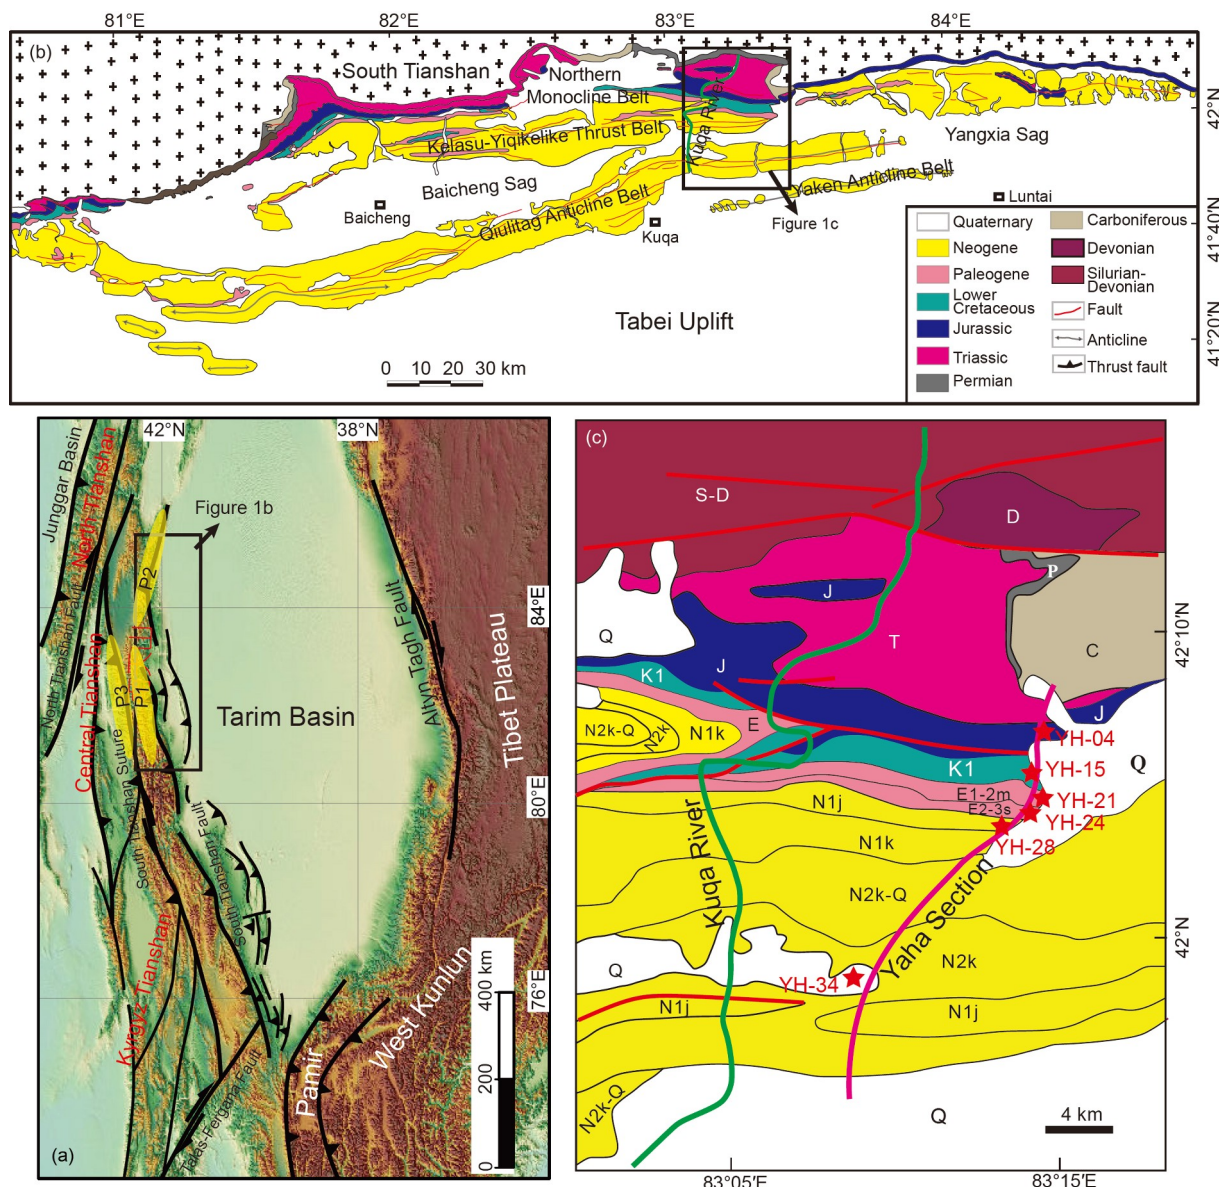 81°E
82°E
83°E
84°E
(b)
South Tianshan
Northern
Monocline Belt
Kelasu-Yiqikelike Thrust Belt
Kuqa River
Yangxia Sag
42°N
Baicheng Sag
Yaken Anticline Belt
Baicheng
Qiulitag Anticline Belt
Kuqa
Figure 1c
Luntai
41°40′N
Tabei Uplift
41°20′N
0 10 20 30 km
Quaternary
Neogene
Paleogene
Lower
Cretaceous
Jurassic
Triassic
Permian
Carboniferous
Devonian
Silurian-
Devonian
Fault
Anticline
Thrust fault
42°N
38°N
Junggar Basin
North Tianshan
Figure 1b
P2
North Tianshan Fault
84°E
Altyn Tagh Fault
Tibet Plateau
Central Tianshan
P3
P1
Tarim Basin
South Tianshan Suture
80°E
South Tianshan Fault
Kyrgyz Tianshan
76°E
West Kunlun
Pamir
Talas-Fergana Fault
400 km
200
0
(a)
(c)
S-D
D
P
J
Q
T
C
42°10′N
K1
J
J
E
N2k-Q
N2k
N1k
YH-04
K1
YH-15
Q
E1-2m
YH-21
N1j
E2-3s
YH-24
N1k
YH-28
Kuqa River
N2k-Q
Yaha Section
42°N
N2k
Q
YH-34
N1j
N1j
N2k-Q
Q
4 km
83°05′E
83°15′E